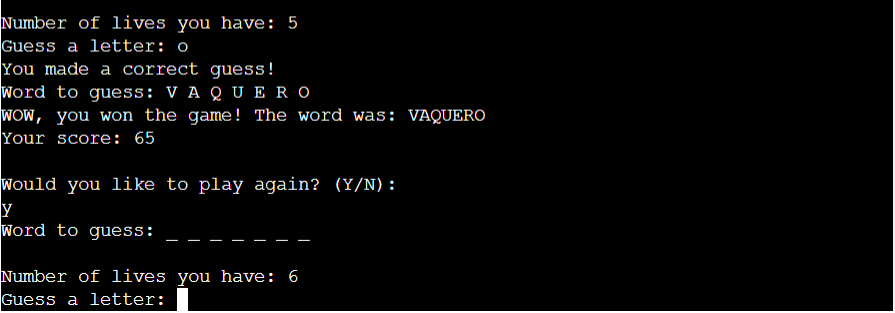 Number of lives you have: 5
Guess a letter: o
You made a correct guess!
Word to guess: V A Q U E R O
WOW, you won the game! The word was: VAQUERO
Your score: 65
Would you like to play again? (Y/N):
y
Word to guess: _ _ _ _ _ _ _
Number of lives you have: 6
Guess a letter: